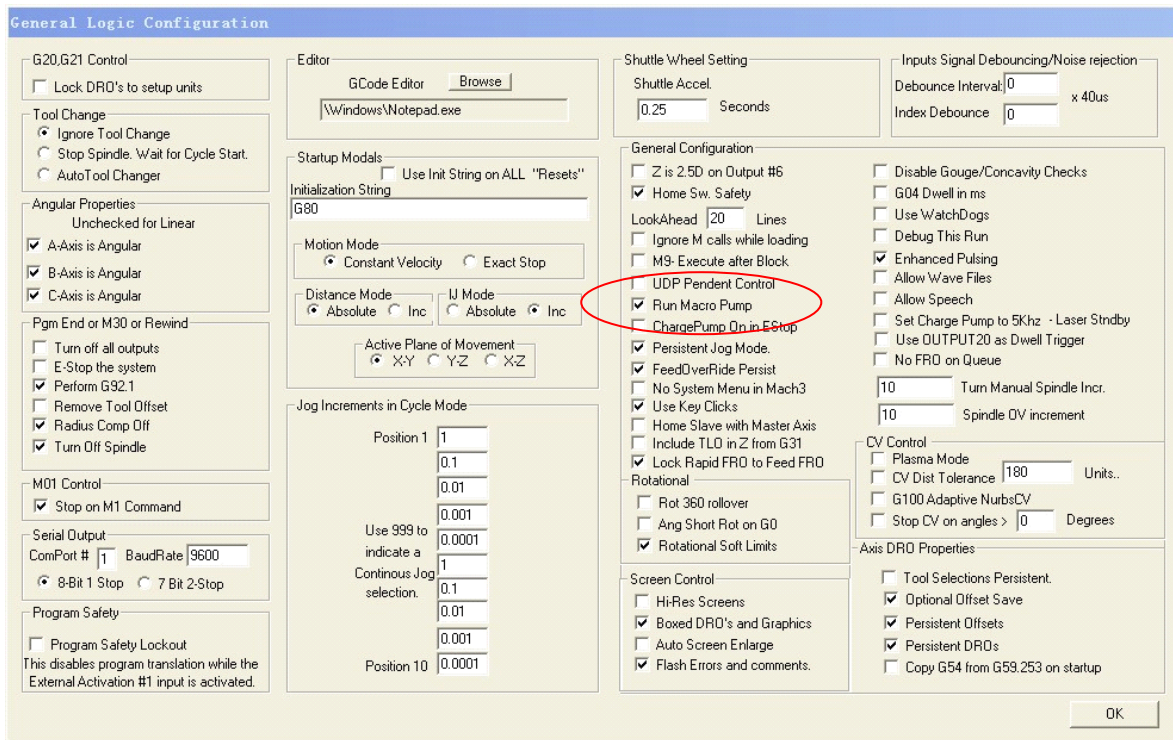 General Logic Configuration
G20,G21 Control
Lock DRO's to setup units
Tool Change
Ignore Tool Change
Stop Spindle. Wait for Cycle Start.
AutoTool Changer
Angular Properties
Unchecked for Linear
A-Axis is Angular
B-Axis is Angular
C-Axis is Angular
Pgm End or M30 or Rewind
Turn off all outputs
E-Stop the system
Perform G92.1
Remove Tool Offset
Radius Comp Off
Turn Off Spindle
M01 Control
Stop on M1 Command
Serial Output
ComPort # 1 BaudRate 9600
8-Bit 1 Stop 7 Bit 2-Stop
Program Safety
Program Safety Lockout
This disables program translation while the
External Activation #1 input is activated.
Editor
GCode Editor Browse
\Windows\Notepad.exe
Startup Modals
Use Init String on ALL "Resets"
Initialization String
G80
Motion Mode
Constant Velocity Exact Stop
Distance Mode
Absolute Inc
IJ Mode
Absolute Inc
Active Plane of Movement
X-Y Y-Z X-Z
Jog Increments in Cycle Mode
Position 1 1
0.1
0.01
0.001
Use 999 to 0.0001
indicate a
Continous Jog 1
selection. 0.1
0.01
0.001
Position 10 0.0001
Shuttle Wheel Setting
Shuttle Accel.
0.25 Seconds
Inputs Signal Debouncing/Noise rejection
Debounce Interval: 0 x 40us
Index Debounce 0
General Configuration
Z is 2.5D on Output #6
Home Sw. Safety
LookAhead 20 Lines
Ignore M calls while loading
M9- Execute after Block
UDP Pendent Control
Run Macro Pump
ChargePump On in EStop
Persistent Jog Mode.
FeedOverRide Persist
No System Menu in Mach3
Use Key Clicks
Home Slave with Master Axis
Include TLO in Z from G31
Lock Rapid FRO to Feed FRO
Disable Gouge/Concavity Checks
G04 Dwell in ms
Use WatchDogs
Debug This Run
Enhanced Pulsing
Allow Wave Files
Allow Speech
Set Charge Pump to 5Khz - Laser Stndby
Use OUTPUT20 as Dwell Trigger
No FRO on Queue
10 Turn Manual Spindle Incr.
10 Spindle OV increment
Rotational
Rot 360 rollover
Ang Short Rot on G0
Rotational Soft Limits
Screen Control
Hi-Res Screens
Boxed DRO's and Graphics
Auto Screen Enlarge
Flash Errors and comments.
CV Control
Plasma Mode
CV Dist Tolerance 180 Units..
G100 Adaptive NurbsCV
Stop CV on angles > 0 Degrees
Axis DRO Properties
Tool Selections Persistent.
Optional Offset Save
Persistent Offsets
Persistent DROs
Copy G54 from G59.253 on startup
OK